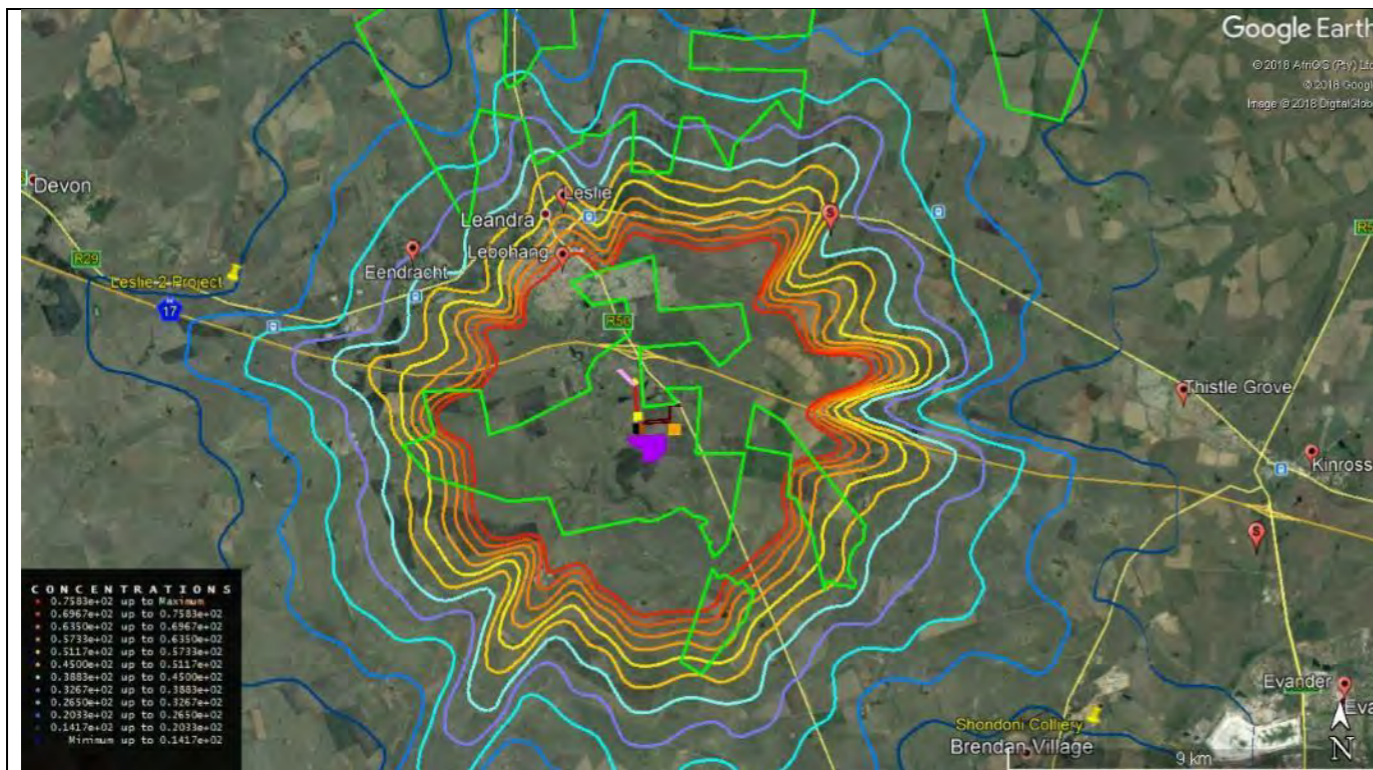 Google Earth
© 2018 AfriGIS (Pty) Ltd.
© 2018 Google
Image © 2018 DigitalGlobe
Devon
Leslie
Leandra
R29
Lebohang
Eendracht
Leslie 2 Project
17
R50
S
Thistle Grove
Kinross
S
CONCENTRATIONS
0.7583e+02 up to Maximum
0.6967e+02 up to 0.7583e+02
0.6350e+02 up to 0.6967e+02
0.5733e+02 up to 0.6350e+02
0.5117e+02 up to 0.5733e+02
0.4500e+02 up to 0.5117e+02
0.3883e+02 up to 0.4500e+02
0.3267e+02 up to 0.3883e+02
0.2650e+02 up to 0.3267e+02
0.2033e+02 up to 0.2650e+02
0.1417e+02 up to 0.2033e+02
Minimum up to 0.1417e+02
Evander
Eva
Shondoni Colliery
Brendan Village
9 km
N